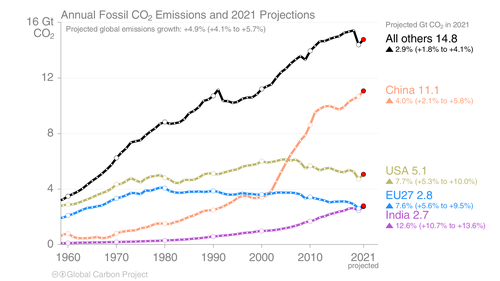 Annual Fossil CO₂ Emissions and 2021 Projections
16 Gt
CO₂
Projected global emissions growth: +4.9% (+4.1% to +5.7%)
Projected Gt CO₂ in 2021
All others 14.8
▲ 2.9% (+1.8% to +4.1%)
12
China 11.1
▲ 4.0% (+2.1% to +5.8%)
8
USA 5.1
▲ 7.7% (+5.3% to +10.0%)
4
EU27 2.8
▲ 7.6% (+5.6% to +9.5%)
India 2.7
▲ 12.6% (+10.7% to +13.6%)
0
1960 1970 1980 1990 2000 2010 2021
projected
Global Carbon Project